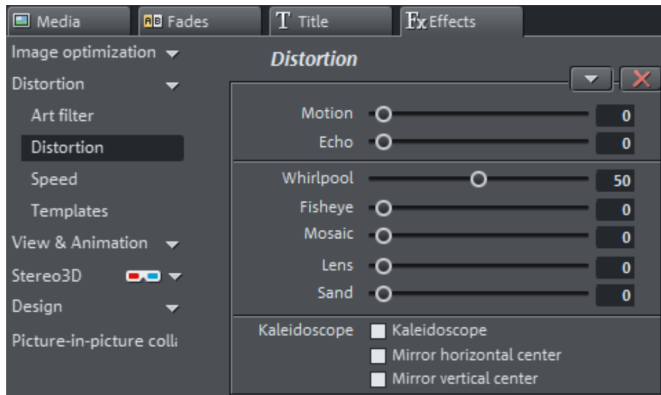 Media
AB Fades
T Title
Fx Effects
Image optimization
Distortion
Art filter
Distortion
Speed
Templates
View & Animation
Stereo3D
Design
Picture-in-picture
Distortion
Motion 0
Echo 0
Whirlpool 50
Fisheye 0
Mosaic 0
Lens 0
Sand 0
Kaleidoscope Kaleidoscope
Mirror horizontal center
Mirror vertical center